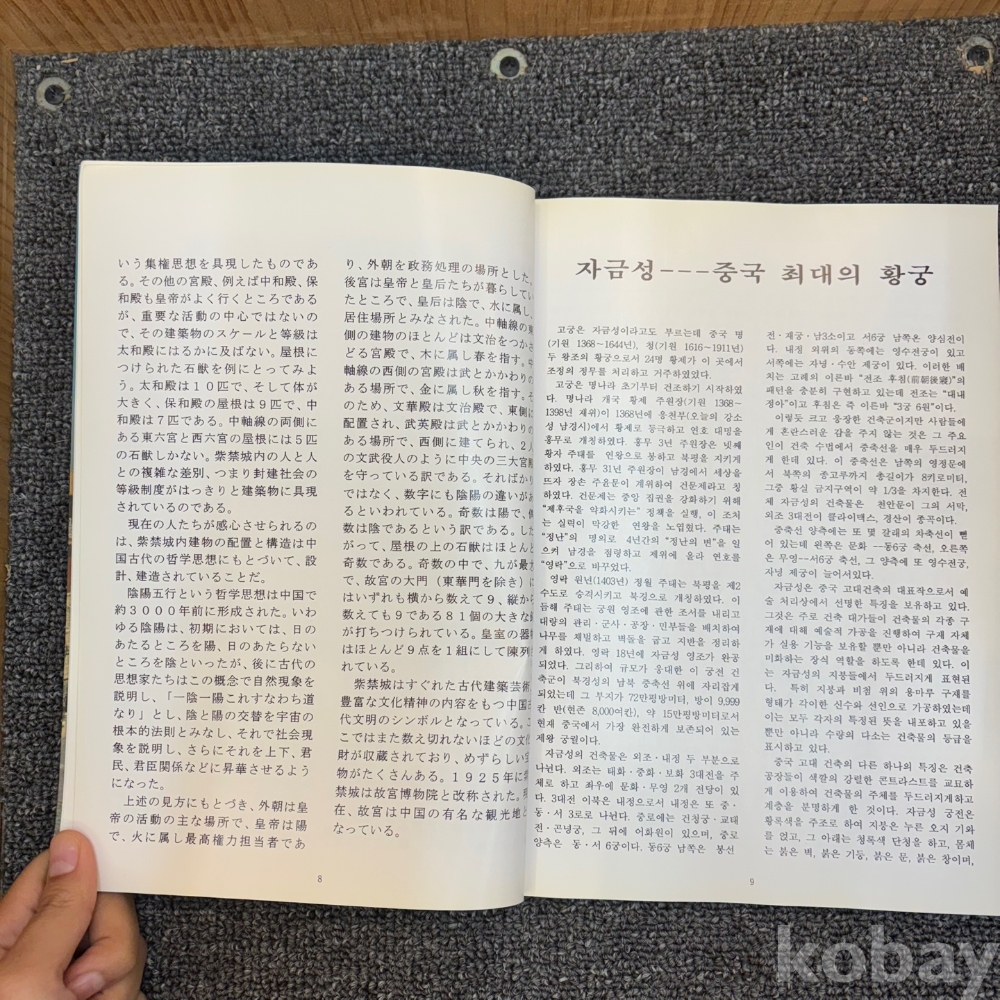 いう集権思想を具現したものであ
る。その他の宮殿、例えば中和殿、保
和殿も皇帝がよく行くところである
が、重要な活動の中心ではないの
で、その建築物のスケールと等級は
太和殿にはるかに及ばない。屋根に
つけられた石獣を例にとってみよ
う。太和殿は１０匹で、そして体が
大きく、保和殿の屋根は９匹で、中
和殿は７匹である。中軸線の両側に
ある東六宮と西六宮の屋根には５匹
の石獣しかない。紫禁城内の人と人
との複雑な差別、つまり封建社会の
等級制度がはっきりと建築物に具現
されているのである。
現在の人たちが感心させられるの
は、紫禁城内建物の配置と構造は中
国古代の哲学思想にもとづいて、設
計、建造されていることだ。
陰陽五行という哲学思想は中国で
約３０００年前に形成された。いわ
ゆる陰陽は、初期においては、日の
あたるところを陽、日のあたらない
ところを陰といったが、後に古代の
思想家たちはこの概念で自然現象を
説明し、「一陰一陽これすなわち道
なり」とし、陰と陽の交替を宇宙の
根本的法則とみなし、それで社会現
象を説明し、さらにそれを上下、君
民、君臣関係などに昇華させるよう
になった。
上述の見方にもとづき、外朝は皇
帝の活動の主な場所で、皇帝は陽
で、火に属し最高権力担当者であ
り、外朝を政務処理の場所とした。
後宮は皇帝と皇后たちが暮らしてい
たところで、皇后は陰で、水に属し、
居住場所とみなされた。中軸線の東
側の建物のほとんどは文治をつかさ
どる宮殿で、木に属し春を指す。中
軸線の西側の宮殿は武とかかわりの
ある場所で、金に属し秋を指す。そ
のため、文華殿は文治殿で、東側に
配置され、武英殿は武とかかわりの
ある場所で、西側に建てられ、２人
の文武役人のように中央の三大宮殿
を守っている訳である。そればかり
ではなく、数字にも陰陽の違いがあ
るといわれている。奇数は陽で、偶
数は陰であるという訳である。した
がって、屋根の上の石獣はほとんど
奇数である。奇数の中で、九が最
で、故宮の大門（東華門を除き）に
はいずれも横から数えて９、縦から
数えても９である８１個の大きな
が打ちつけられている。皇室の器
はほとんど９点を１組にして陳列
れている。
紫禁城はすぐれた古代建築芸術
豊富な文化精神の内容をもつ中国古
代文明のシンボルとなっている。こ
こではまた数え切れないほどの文化
財が収蔵されており、めずらしい宝
物がたくさんある。１９２５年に紫
禁城は故宮博物院と改称された。現
在、故宮は中国の有名な観光地と
なっている。
8
자금성---중국 최대의 황궁
고궁은 자금성이라고도 부르는데 중국 명
(기원 1368~1644년), 청(기원 1616~1911년)
두 왕조의 황궁으로서 24명 황제가 이 곳에서
조정의 정무를 처리하고 거주하였다.
고궁은 명나라 초기부터 건조하기 시작하였
다. 명나라 개국 황제 주원장(기원 1368—
1398년 재위)이 1368년에 응천부(오늘의 강소
성 남경시)에서 황제로 등극하고 연호 대명을
홍무로 개칭하였다. 홍무 3년 주원장은 넷째
황자 주태를 연왕으로 봉하고 북평을 지키게
하였다. 홍무 31년 주원장이 남경에서 세상을
뜨자 장손 주윤문이 계위하여 건문제라고 칭
하였다. 건문제는 중앙 집권을 강화하기 위해
“제후국을 약화시키는” 정책을 실행, 이 조치
는 실력이 막강한 연왕을 노엽혔다. 주태는
“정난”의 명의로 4년간의 “정난의 변”을 일
으켜 남경을 점령하고 제위에 올라 연호를
“영락”으로 바꾸었다.
영락 원년(1403년) 정월 주태는 북평을 제2
수도로 승격시키고 북경으로 개칭하였다. 이
듬해 주태는 궁원 영조에 관한 조서를 내리고
대량의 관리·군사·공장·민부들을 배치하여
나무를 채벌하고 벽돌을 굽고 지반을 정리하
게 하였다. 영락 18년에 자금성 영조가 완공
되었다. 그리하여 규모가 웅대한 이 궁전 건
축군이 북경성의 남북 중축선 위에 자리잡게
되었는데 그 부지가 72만평방미터, 방이 9,999
칸 반(현존 8,000여칸), 약 15만평방미터로서
현재 중국에서 가장 완전하게 보존되어 있는
제왕 궁궐이다.
자금성의 건축물은 외조·내정 두 부분으로
나뉜다. 외조는 태화·중화·보화 3대전을 주
체로 하고 좌우에 문화·무영 2개 전당이 있
다. 3대전 이북은 내정으로서 내정은 또 중·
동·서 3로로 나뉜다. 중로에는 건청궁·교태
전·곤녕궁, 그 뒤에 어화원이 있으며, 중로
양측은 동·서 6궁이다. 동6궁 남쪽은 봉선
전·재궁·남3소이고 서6궁 남쪽은 양심전이
다. 내정 외위의 동쪽에는 영수전궁이 있고
서쪽에는 자녕·수안 제궁이 있다. 이러한 배
치는 고례의 이른바 “전조 후침(前朝後寢)”의
패턴을 충분히 구현하고 있는데 전조는 “대내
정아”이고 후침은 즉 이른바 “3궁 6원”이다.
이렇듯 크고 웅장한 건축군이지만 사람들에
게 혼란스러운 감을 주지 않는 것은 그 주요
인이 건축 수법에서 중축선을 매우 두드러지
게 한데 있다. 이 중축선은 남쪽의 영정문에
서 북쪽의 종고루까지 총길이가 8키로미터,
그중 황실 금지구역이 약 1/3을 차지한다. 전
체 자금성의 건축물은 천안문이 그의 서막,
외조 3대전이 클라이맥스, 경산이 종곡이다.
중축선 양측에는 또 몇 갈래의 차축선이 뻗
어 있는데 왼쪽은 문화--동6궁 축선, 오른쪽
은 무영--서6궁 축선, 그 양측에 또 영수전궁,
자녕 제궁이 늘어서있다.
자금성은 중국 고대건축의 대표작으로서 예
술 처리상에서 선명한 특징을 보유하고 있다.
그것은 주로 건축 대가들이 건축물의 각종 구
재에 대해 예술적 가공을 진행하여 구재 자체
가 실용 기능을 보유할 뿐만 아니라 건축물을
미화하는 장식 역할을 하도록 한데 있다. 이
는 자금성의 지붕들에서 두드러지게 표현된
다. 특히 지붕과 비첨 위의 용마루 구재를
형태가 각이한 신수와 선인으로 가공하였는데
이는 모두 각자의 특정된 뜻을 내포하고 있을
뿐만 아니라 수량의 다소는 건축물의 등급을
표시하고 있다.
중국 고대 건축의 다른 하나의 특징은 건축
공장들이 색깔의 강렬한 콘트라스트를 교묘하
게 이용하여 건축물의 주체를 두드러지게하고
계층을 분명하게 한 것이다. 자금성 궁전은
황록색을 주조로 하여 지붕은 누른 오지 기와
를 얹고, 그 아래는 청록색 단청을 하고, 몸체
는 붉은 벽, 붉은 기둥, 붉은 문, 붉은 창이며,
9
kobay